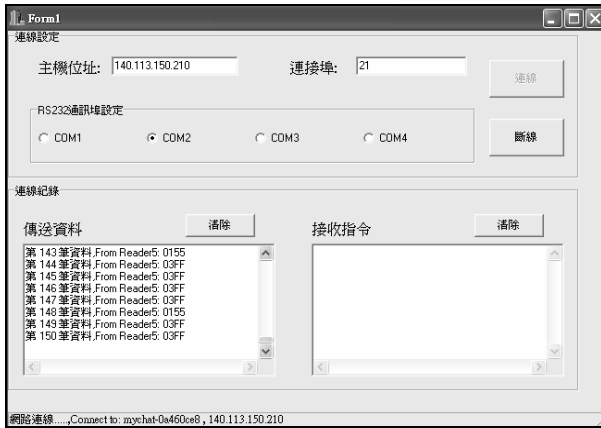 Form1
連線設定
主機位址: 140.113.150.210 連接埠: 21 連線
RS232通訊埠設定
COM1 COM2 COM3 COM4 斷線
連線紀錄
傳送資料 清除 接收指令 清除
第 143 筆資料,From Reader5: 0155
第 144 筆資料,From Reader5: 03FF
第 145 筆資料,From Reader5: 03FF
第 146 筆資料,From Reader5: 03FF
第 147 筆資料,From Reader5: 03FF
第 148 筆資料,From Reader5: 0155
第 149 筆資料,From Reader5: 03FF
第 150 筆資料,From Reader5: 03FF
網路連線.....,Connect to: mychat-0a460ce8 , 140.113.150.210